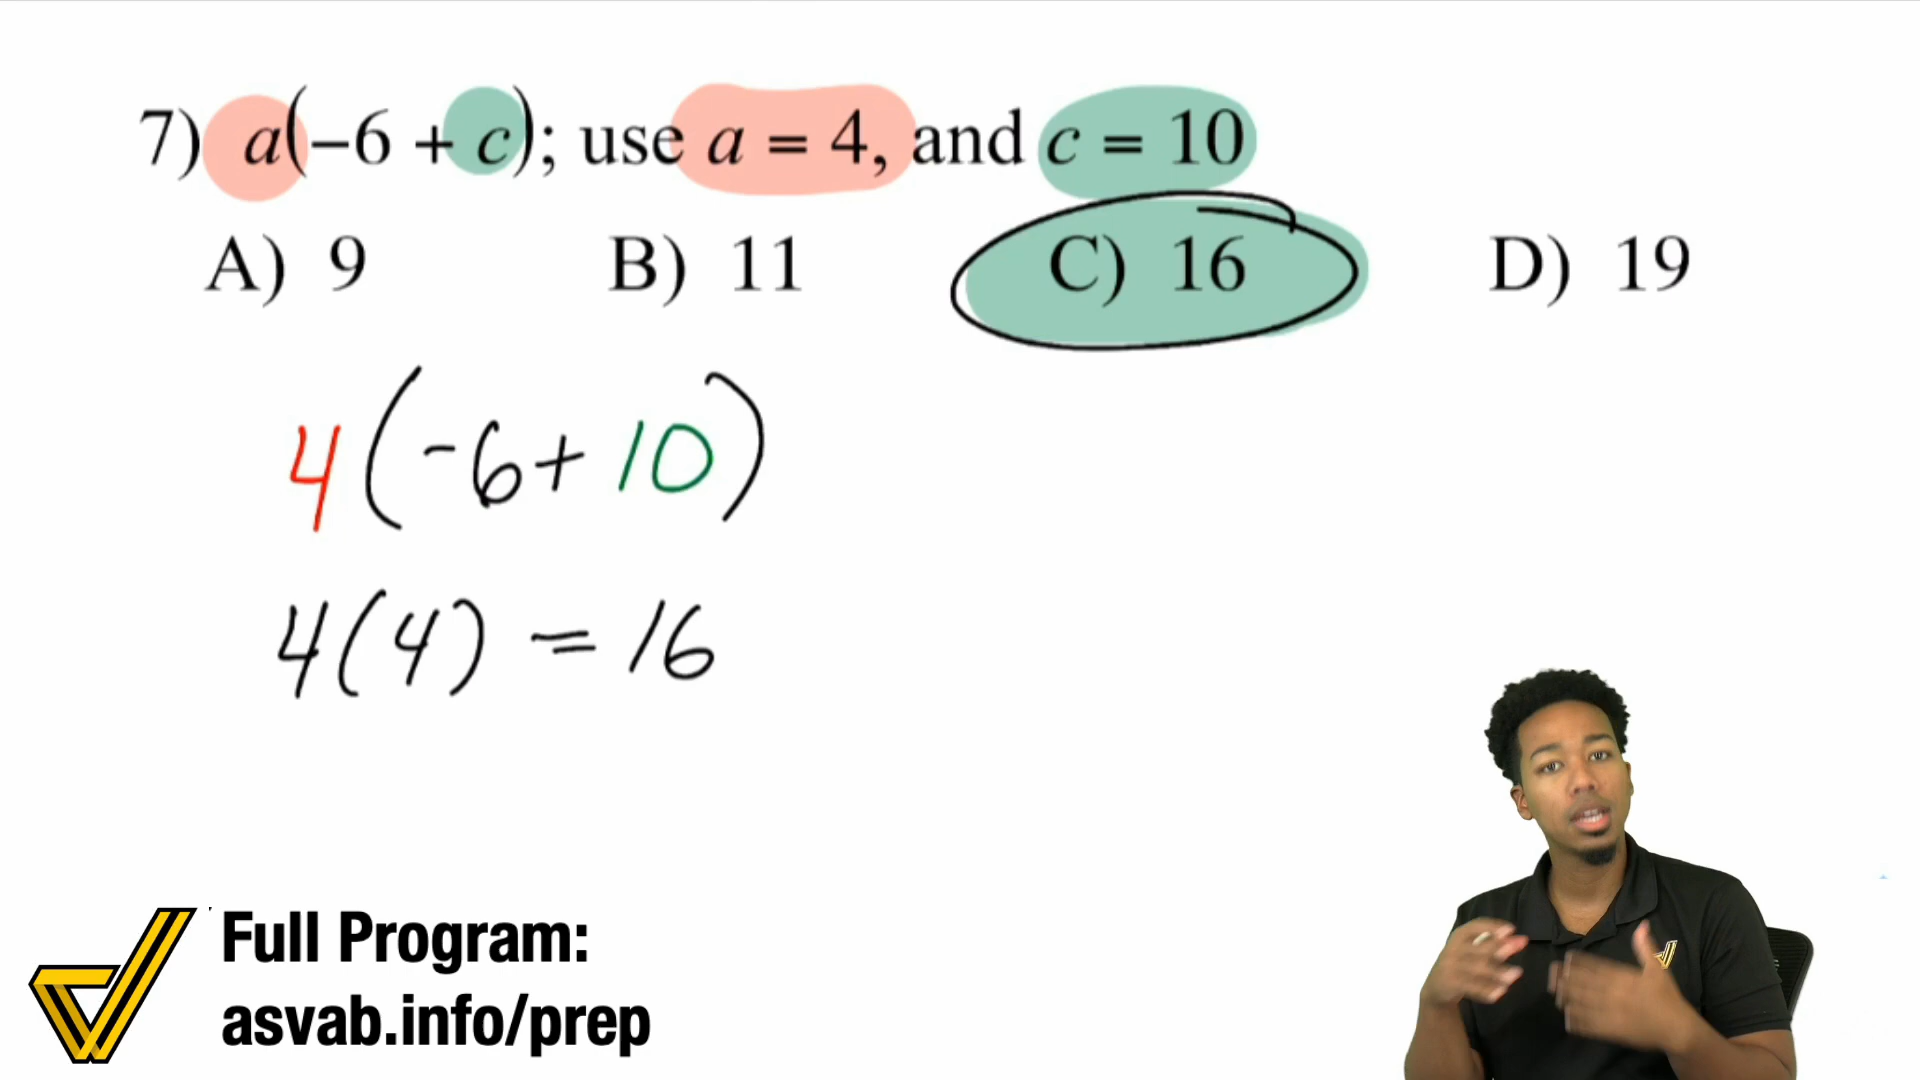 7) a(−6 + c); use a = 4, and c = 10
A) 9 B) 11 C) 16 D) 19
4(-6+10)
4(4) = 16
Full Program:
asvab.info/prep